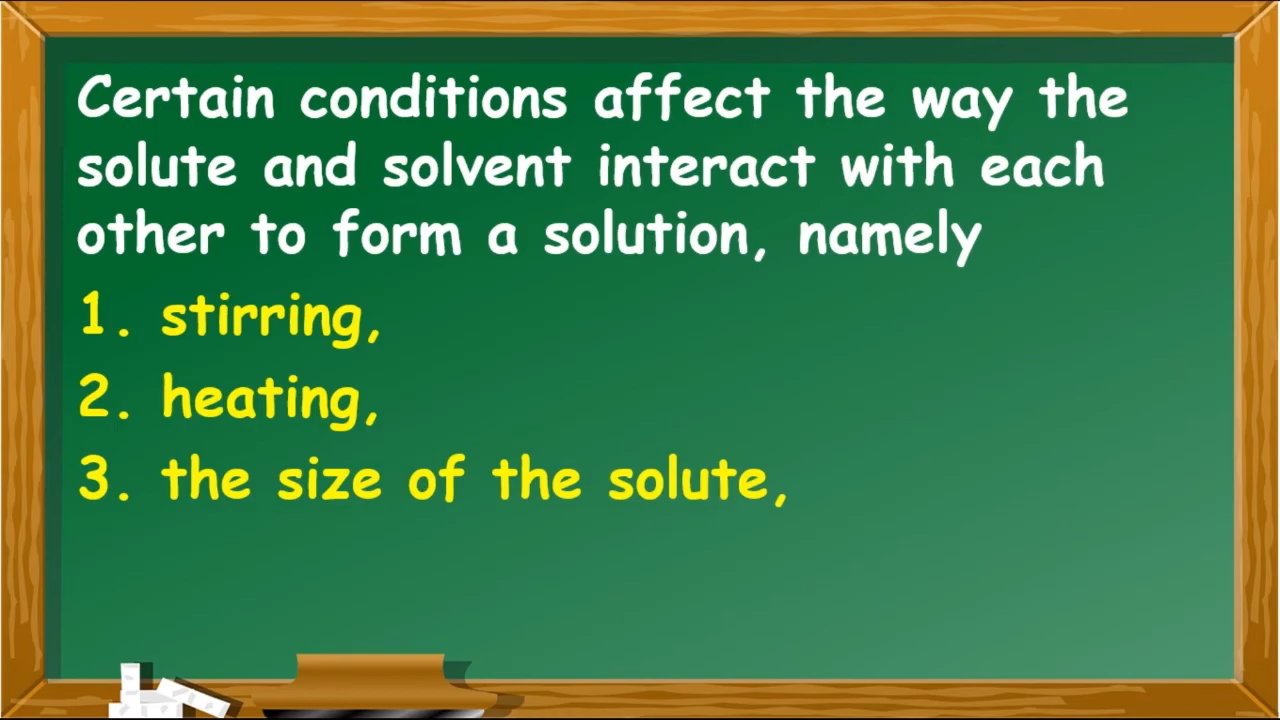 Certain conditions affect the way the
solute and solvent interact with each
other to form a solution, namely
1. stirring,
2. heating,
3. the size of the solute,